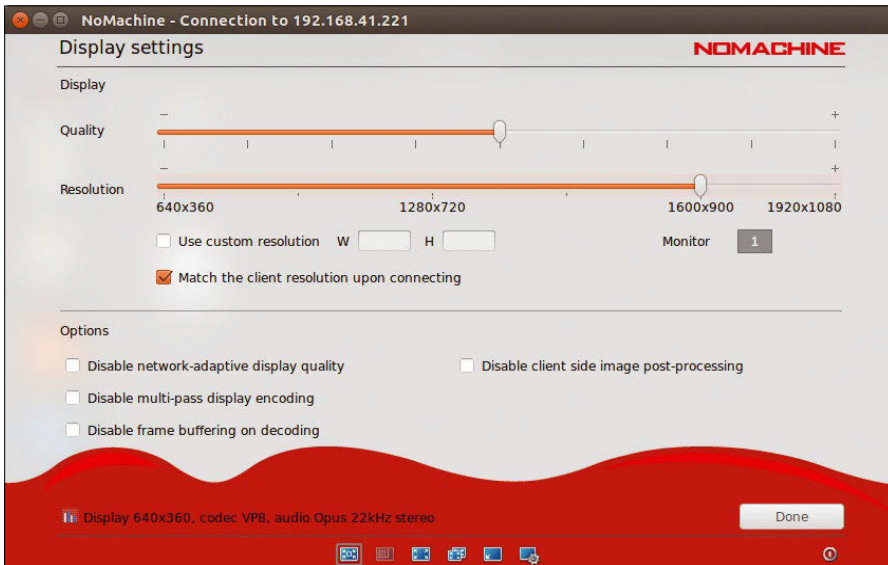 NoMachine - Connection to 192.168.41.221
Display settings
NOMACHINE
Display
Quality
- +
Resolution
- +
640x360 1280x720 1600x900 1920x1080
Use custom resolution W H Monitor 1
Match the client resolution upon connecting
Options
Disable network-adaptive display quality Disable client side image post-processing
Disable multi-pass display encoding
Disable frame buffering on decoding
Display 640x360, codec VP8, audio Opus 22kHz stereo Done